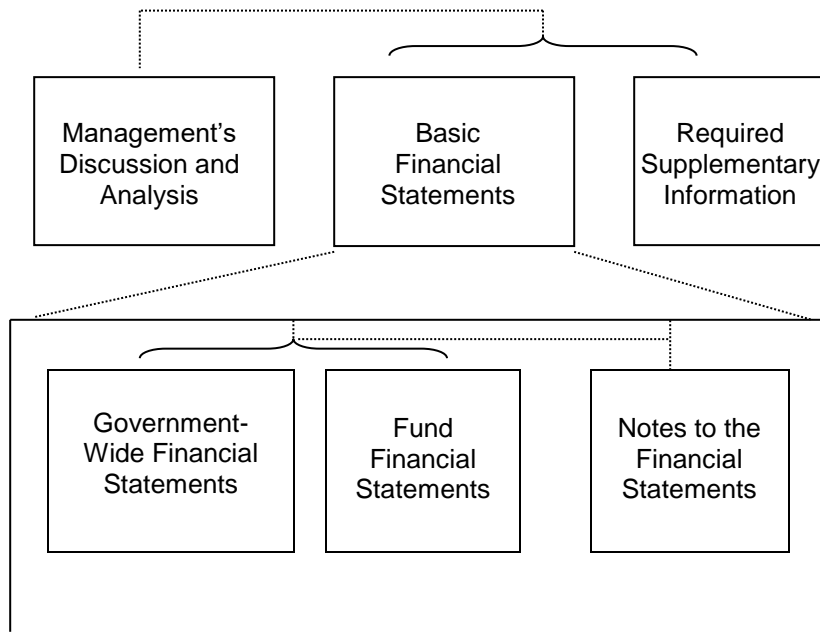 Management’s
Discussion and
Analysis
Basic
Financial
Statements
Required
Supplementary
Information
Government-
Wide Financial
Statements
Fund
Financial
Statements
Notes to the
Financial
Statements